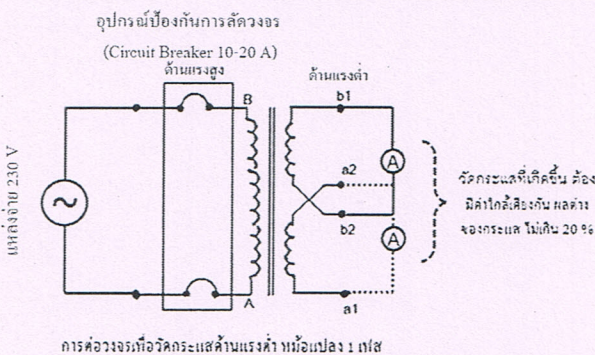 อุปกรณ์ป้องกันการลัดวงจร
(Circuit Breaker 10-20 A)
ด้านแรงสูง
ด้านแรงต่ำ
B
b1
A
a2
b2
A
A
a1
แหล่งจ่าย 230 V
วัดกระแสที่เกิดขึ้น ต้อง
มีค่าใกล้เคียงกัน ผลต่าง
ของกระแส ไม่เกิน 20 %
การต่อวงจรเพื่อวัดกระแสด้านแรงต่ำ หม้อแปลง 1 เฟส